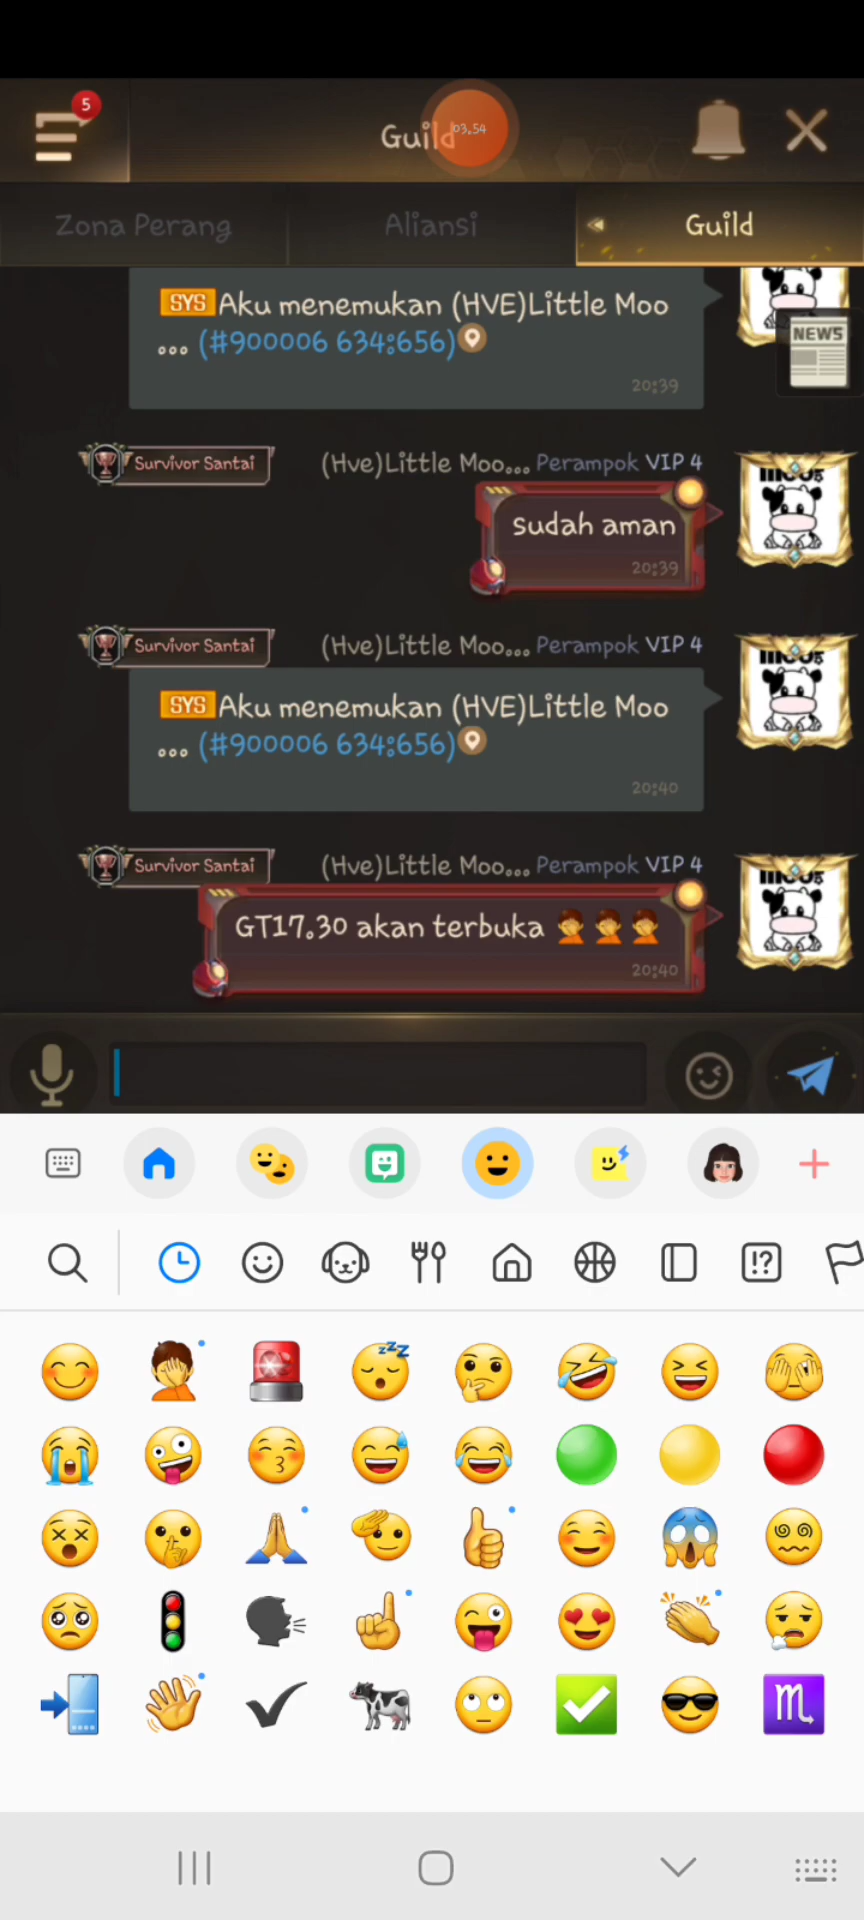 5
Guild
03.54
Zona Perang
Aliansi
Guild
SYS Aku menemukan (HVE)Little Moo
... (#900006 634:656)
20:39
NEWS
Survivor Santai
(Hve)Little Moo... Perampok VIP 4
sudah aman
20:39
Survivor Santai
(Hve)Little Moo... Perampok VIP 4
SYS Aku menemukan (HVE)Little Moo
... (#900006 634:656)
20:40
Survivor Santai
(Hve)Little Moo... Perampok VIP 4
GT17.30 akan terbuka 🤦🤦🤦
20:40